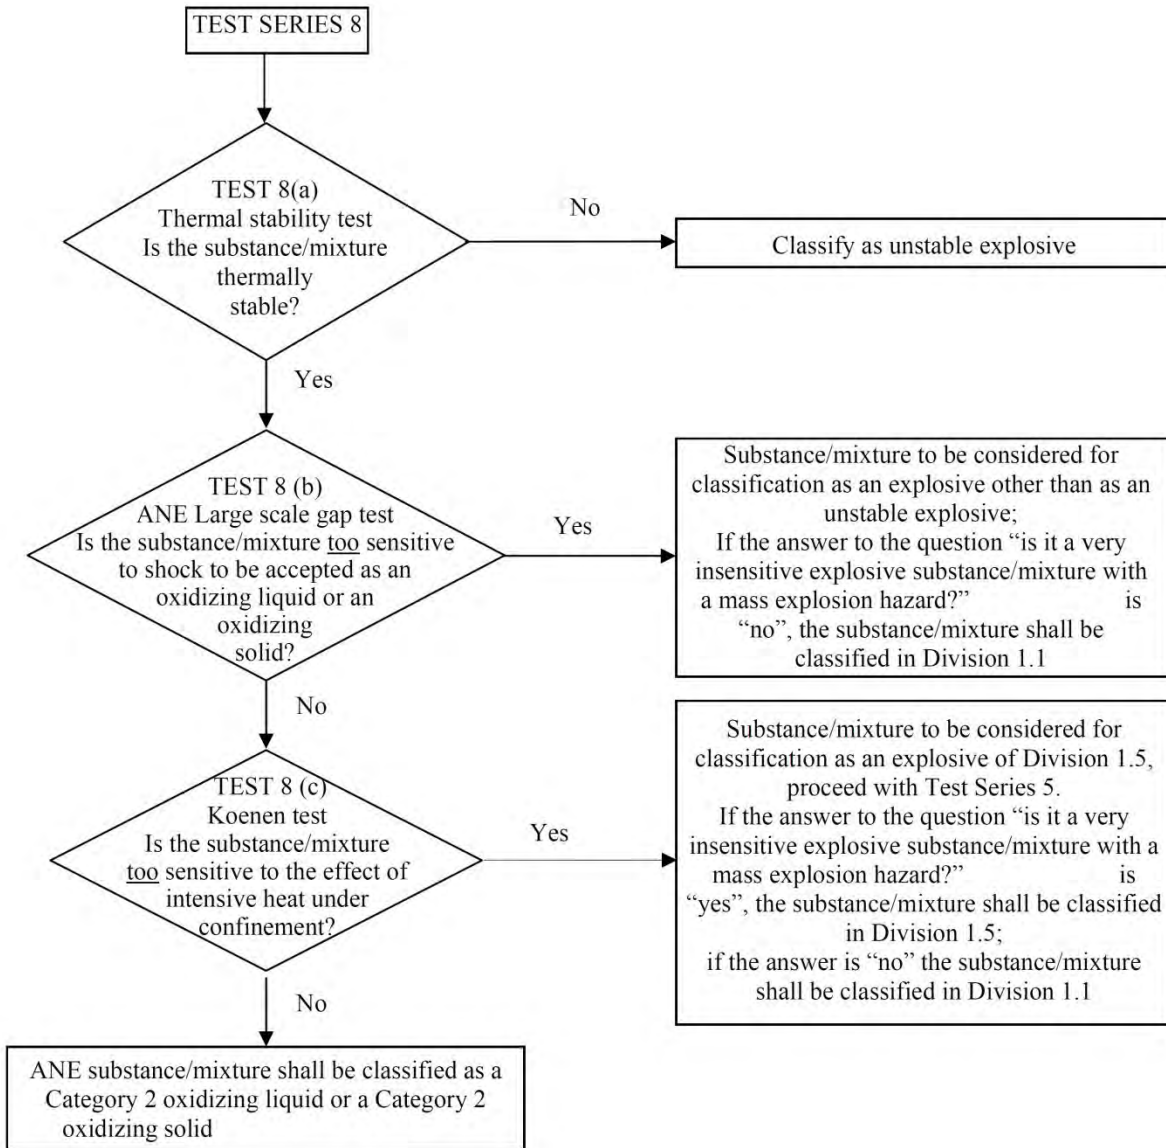 TEST SERIES 8
TEST 8(a)
Thermal stability test
Is the substance/mixture
thermally
stable?
No
Classify as unstable explosive
Yes
TEST 8 (b)
ANE Large scale gap test
Is the substance/mixture too sensitive
to shock to be accepted as an
oxidizing liquid or an
oxidizing
solid?
Yes
Substance/mixture to be considered for
classification as an explosive other than as an
unstable explosive;
If the answer to the question “is it a very
insensitive explosive substance/mixture with
a mass explosion hazard?” is
“no”, the substance/mixture shall be
classified in Division 1.1
No
TEST 8 (c)
Koenen test
Is the substance/mixture
too sensitive to the effect of
intensive heat under
confinement?
Yes
Substance/mixture to be considered for
classification as an explosive of Division 1.5,
proceed with Test Series 5.
If the answer to the question “is it a very
insensitive explosive substance/mixture with a
mass explosion hazard?” is
“yes”, the substance/mixture shall be classified
in Division 1.5;
if the answer is “no” the substance/mixture
shall be classified in Division 1.1
No
ANE substance/mixture shall be classified as a
Category 2 oxidizing liquid or a Category 2
oxidizing solid